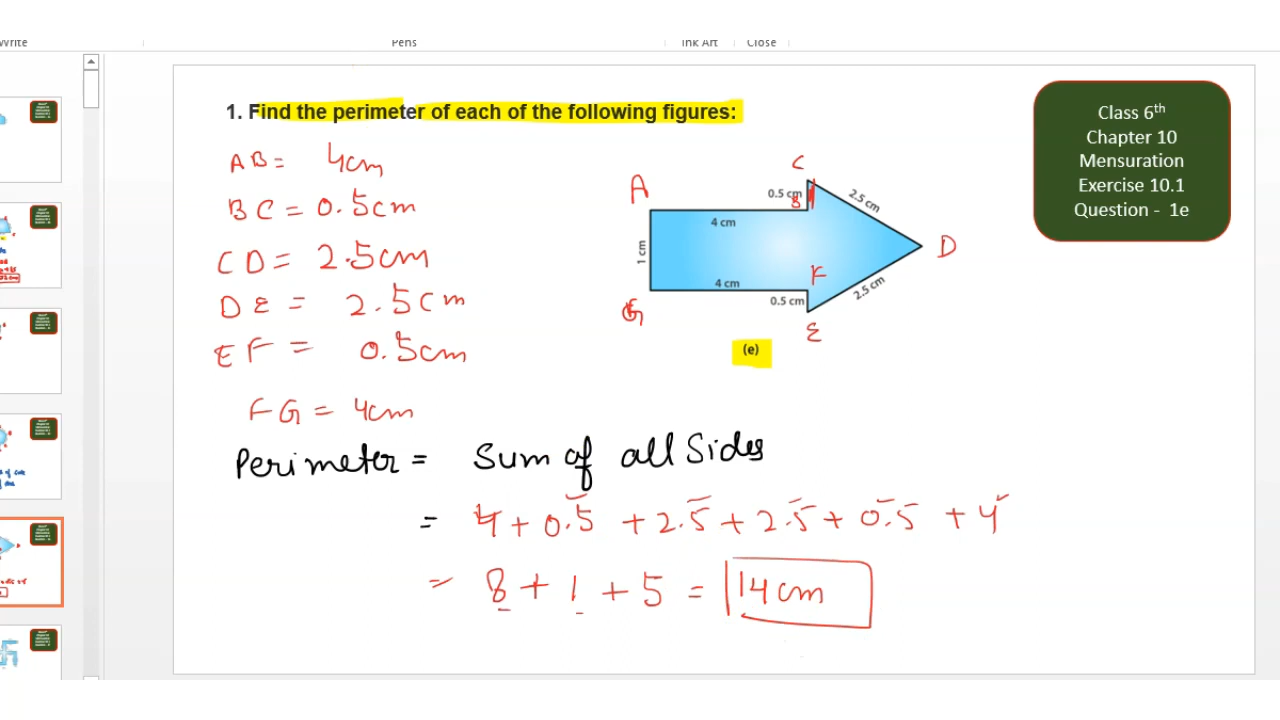 Write
Pens
Ink Art
Close
1. Find the perimeter of each of the following figures:
Class 6th
Chapter 10
Mensuration
Exercise 10.1
Question - 1e
AB = 4cm
BC = 0.5cm
CD = 2.5cm
DE = 2.5cm
EF = 0.5cm
FG = 4cm
C
A
0.5 cm
B
2.5 cm
4 cm
1 cm
D
F
4 cm
0.5 cm
2.5 cm
G
E
(e)
Perimeter = Sum of all Sides
= 4 + 0.5 + 2.5 + 2.5 + 0.5 + 4
= 8 + 1 + 5 = 14 cm